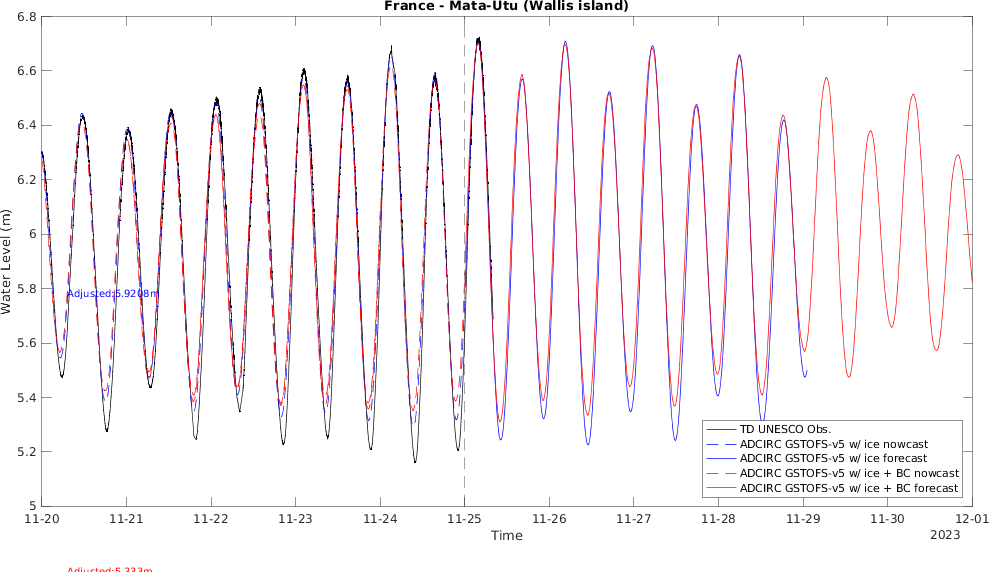 France - Mata-Utu (Wallis island)
6.8
6.6
6.4
6.2
6
5.8
5.6
5.4
5.2
5
Water Level (m)
Adjusted:5.9208m
TD UNESCO Obs.
ADCIRC GSTOFS-v5 w/ ice nowcast
ADCIRC GSTOFS-v5 w/ ice forecast
ADCIRC GSTOFS-v5 w/ ice + BC nowcast
ADCIRC GSTOFS-v5 w/ ice + BC forecast
11-20 11-21 11-22 11-23 11-24 11-25 11-26 11-27 11-28 11-29 11-30 12-01
Time
2023
Adjusted:5.333m